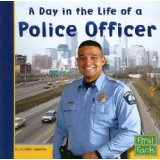 A Day in the Life of a
Police Officer
First
Facts